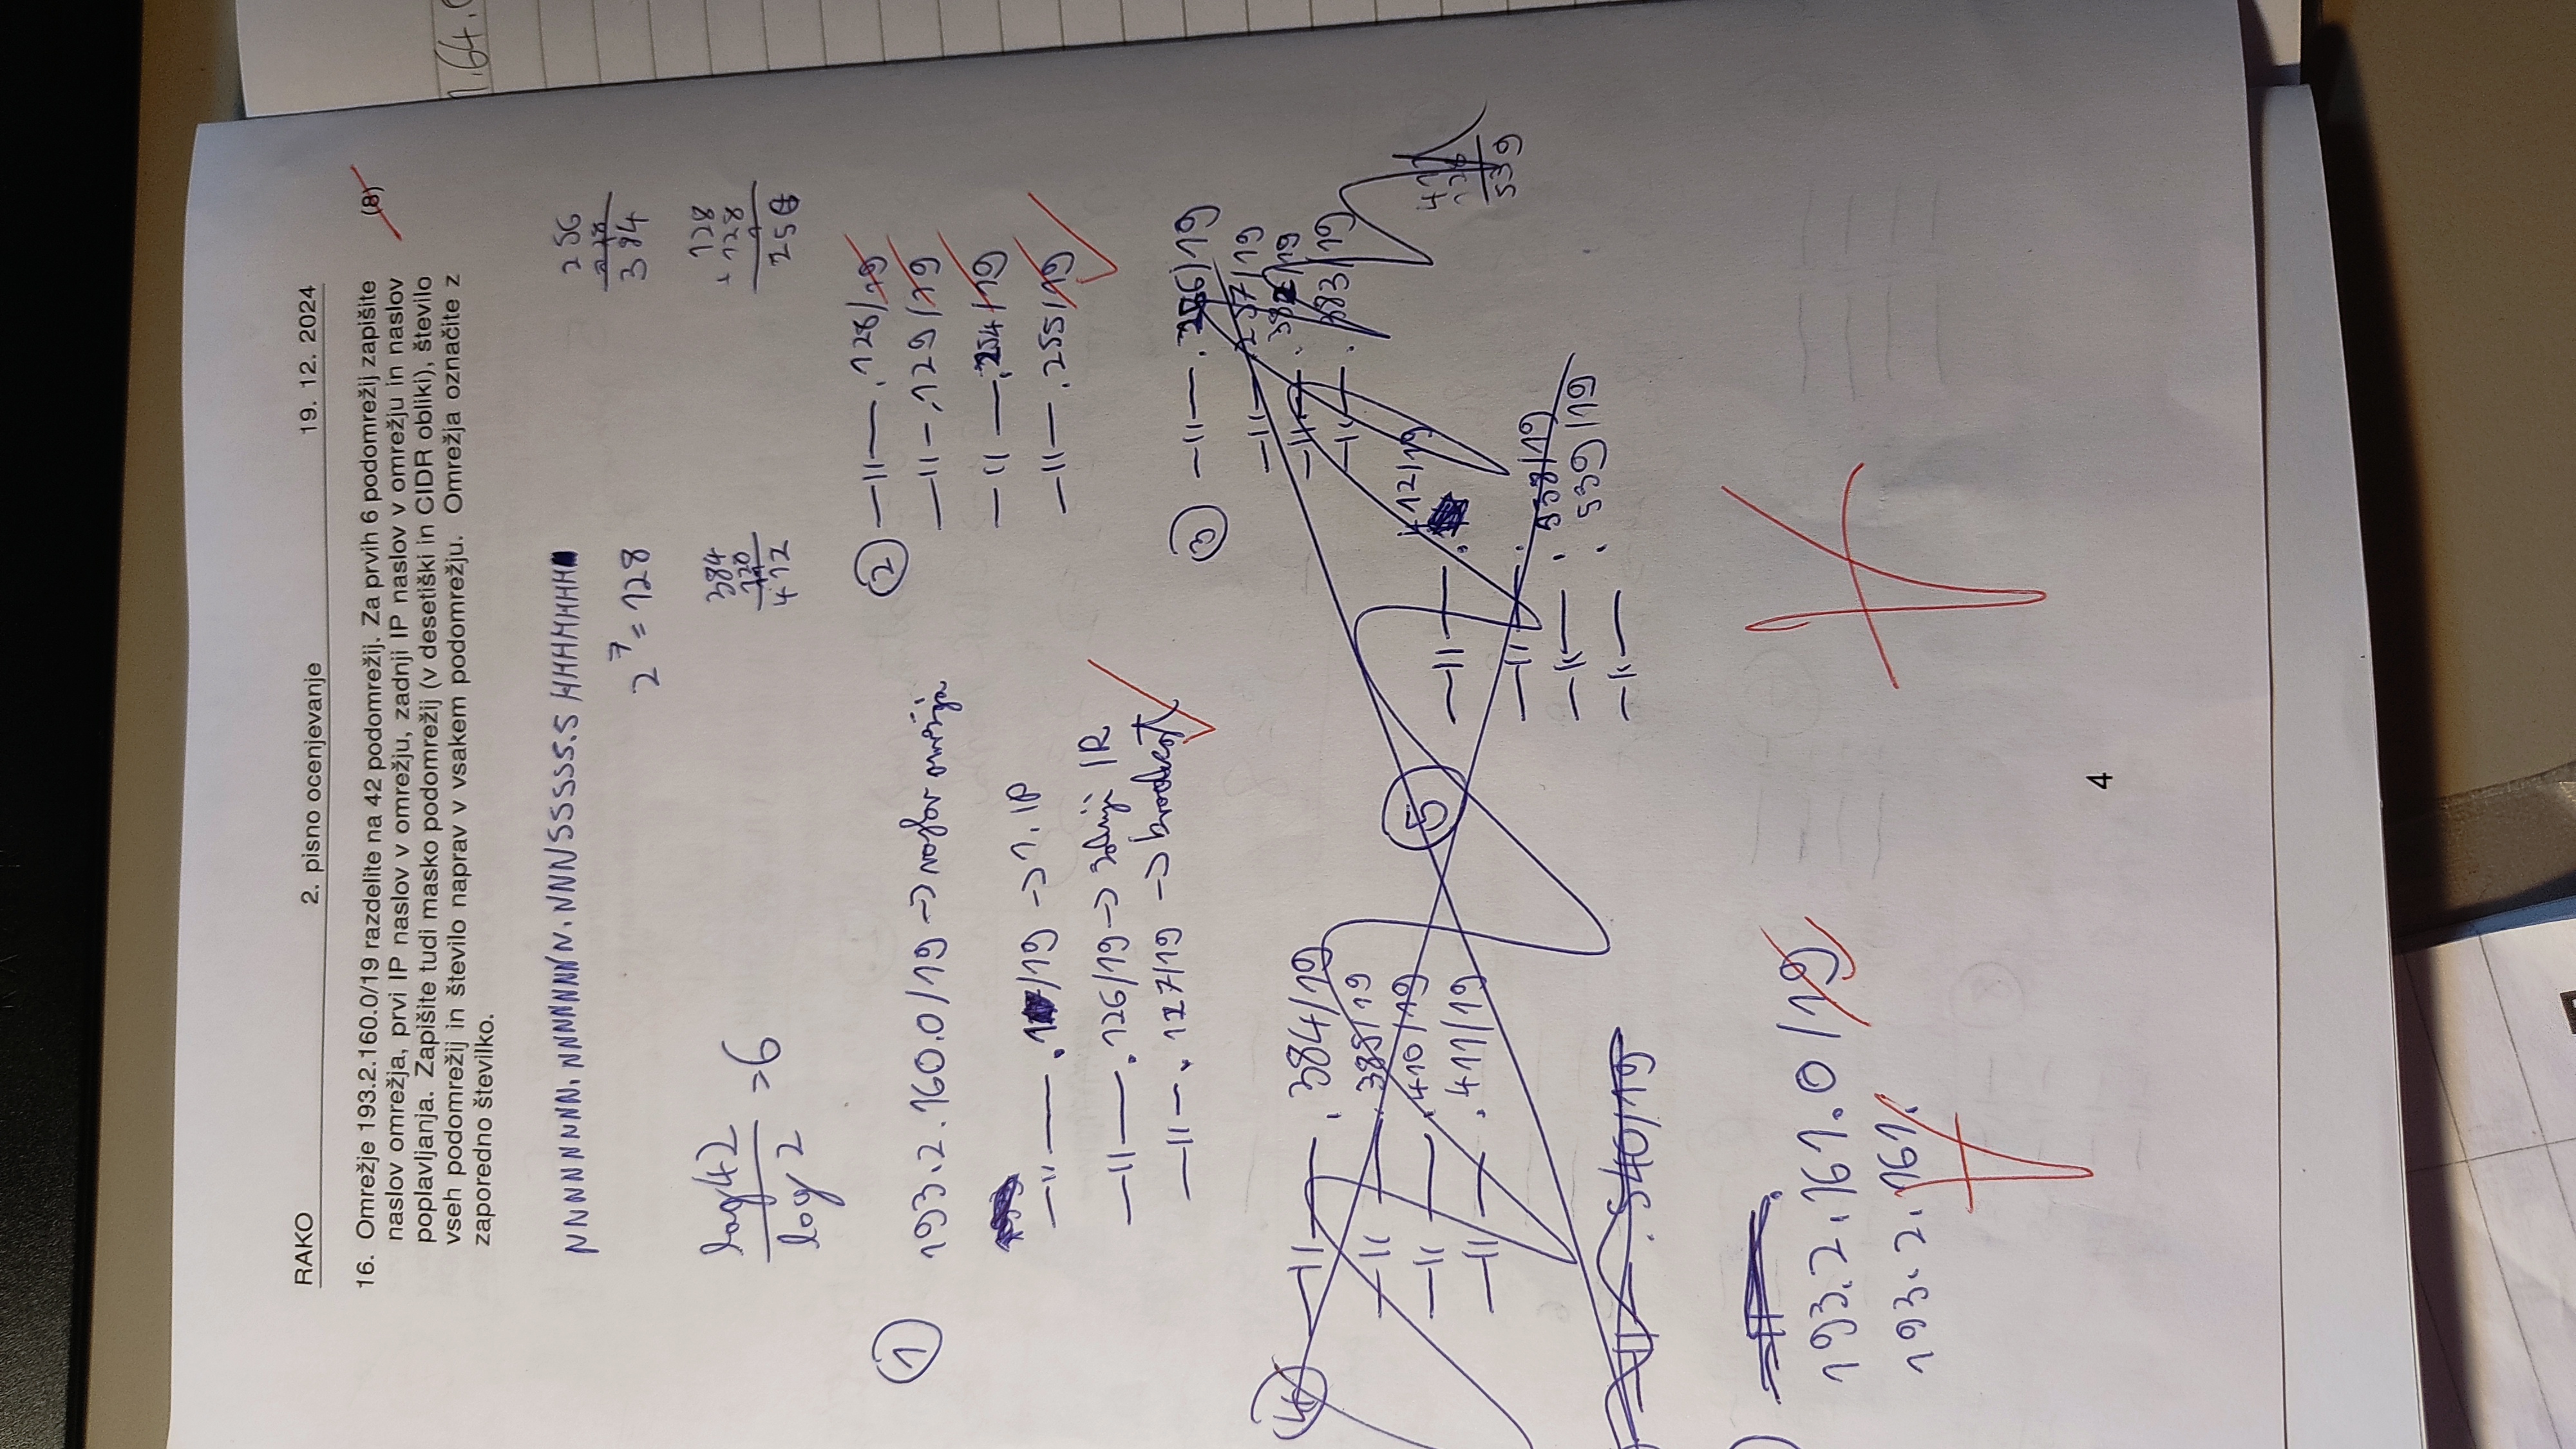 RAKO 2. pisno ocenjevanje 19. 12. 2024
16. Omrežje 193.2.160.0/19 razdelite na 42 podomrežij. Za prvih 6 podomrežij zapišite (8)
naslov omrežja, prvi IP naslov v omrežju, zadnji IP naslov v omrežju in naslov
poplavljanja. Zapišite tudi masko podomrežij (v desetiški in CIDR obliki), število
vseh podomrežij in število naprav v vsakem podomrežju. Omrežja označite z
zaporedno številko.
1.64.
NNNNNNNN.NNNNNNNN.NNNSSSSS.SHHHHHHH
2^7 = 128
256
128
384
log 42
log 2
=6
384
128
412
128
+ 128
256
1
193.2.160.0/19 -> naslov omrežja
—11— .1/19 -> 1. IP
—11— .126/19 -> zadnji IP
—11— .127/19 -> broadcast
2 —11— .128/19
—11— .129/19
—11— .254/19
—11— .255/19
3 —11— .256/19
—11— .257/19
—11— .382/19
—11— .383/19
4 —11— .384/19
—11— .385/19
—11— .410/19
—11— .411/19
5 —11— .412/19
—11— .
—11— .538/19
—11— .539/19
539
—11— .540/19
193.2.161.0/19
193.2.161.
4